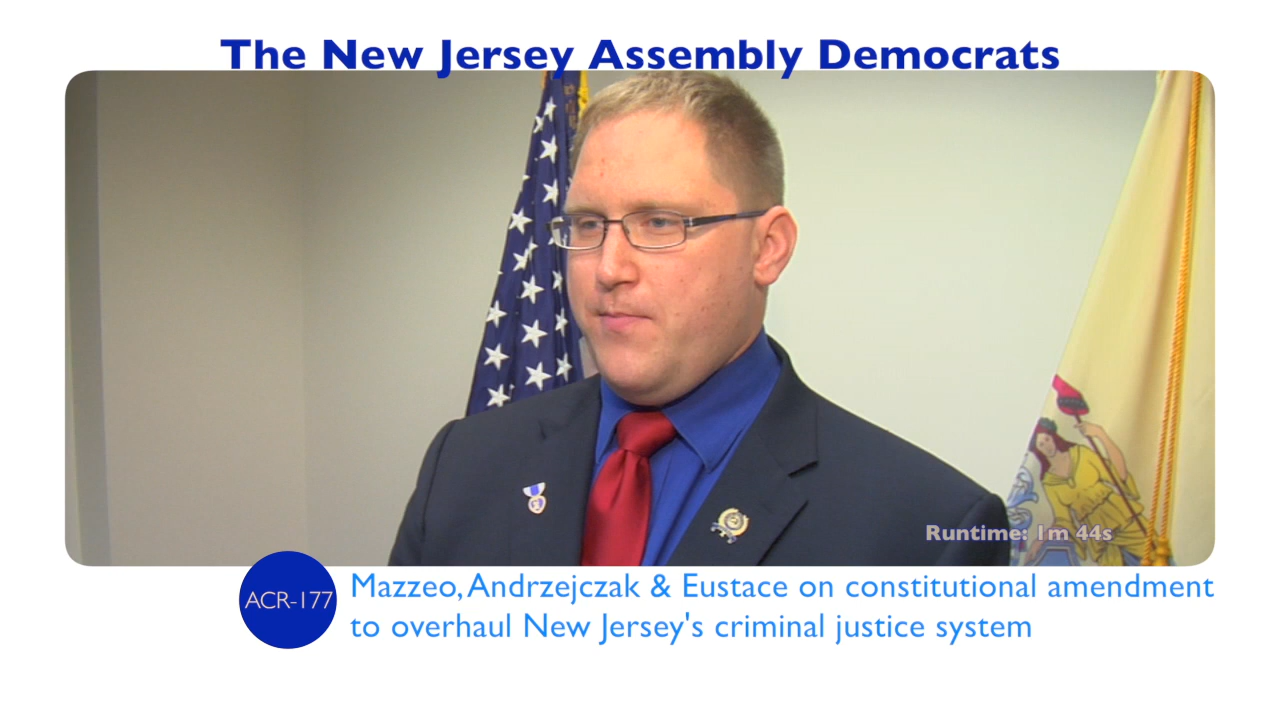 The New Jersey Assembly Democrats
Runtime: 1m 44s
ACR-177
Mazzeo, Andrzejczak & Eustace on constitutional amendment
to overhaul New Jersey's criminal justice system